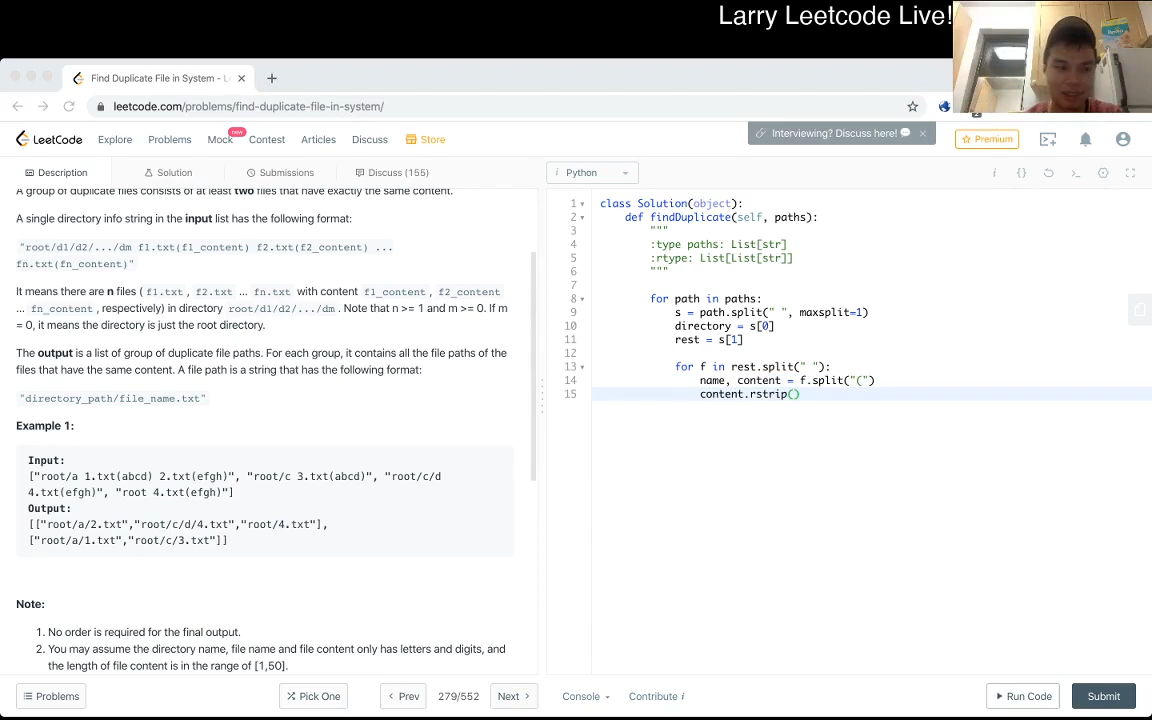 Larry Leetcode Live!
Find Duplicate File in System - L
leetcode.com/problems/find-duplicate-file-in-system/
LeetCode Explore Problems Mock new Contest Articles Discuss Store
Interviewing? Discuss here!
Premium
Description Solution Submissions Discuss (155)
i Python
A group of duplicate files consists of at least two files that have exactly the same content.
A single directory info string in the input list has the following format:
"root/d1/d2/.../dm f1.txt(f1_content) f2.txt(f2_content) ...
fn.txt(fn_content)"
It means there are n files ( f1.txt , f2.txt ... fn.txt with content f1_content , f2_content
... fn_content , respectively) in directory root/d1/d2/.../dm . Note that n >= 1 and m >= 0. If m
= 0, it means the directory is just the root directory.
The output is a list of group of duplicate file paths. For each group, it contains all the file paths of the
files that have the same content. A file path is a string that has the following format:
"directory_path/file_name.txt"
Example 1:
Input:
["root/a 1.txt(abcd) 2.txt(efgh)", "root/c 3.txt(abcd)", "root/c/d
4.txt(efgh)", "root 4.txt(efgh)"]
Output:
[["root/a/2.txt","root/c/d/4.txt","root/4.txt"],
["root/a/1.txt","root/c/3.txt"]]
Note:
1. No order is required for the final output.
2. You may assume the directory name, file name and file content only has letters and digits, and
the length of file content is in the range of [1,50].
1 class Solution(object):
2 def findDuplicate(self, paths):
3 """
4 :type paths: List[str]
5 :rtype: List[List[str]]
6 """
7
8 for path in paths:
9 s = path.split(" ", maxsplit=1)
10 directory = s[0]
11 rest = s[1]
12
13 for f in rest.split(" "):
14 name, content = f.split("(")
15 content.rstrip()
Problems Pick One Prev 279/552 Next Console Contribute i Run Code Submit